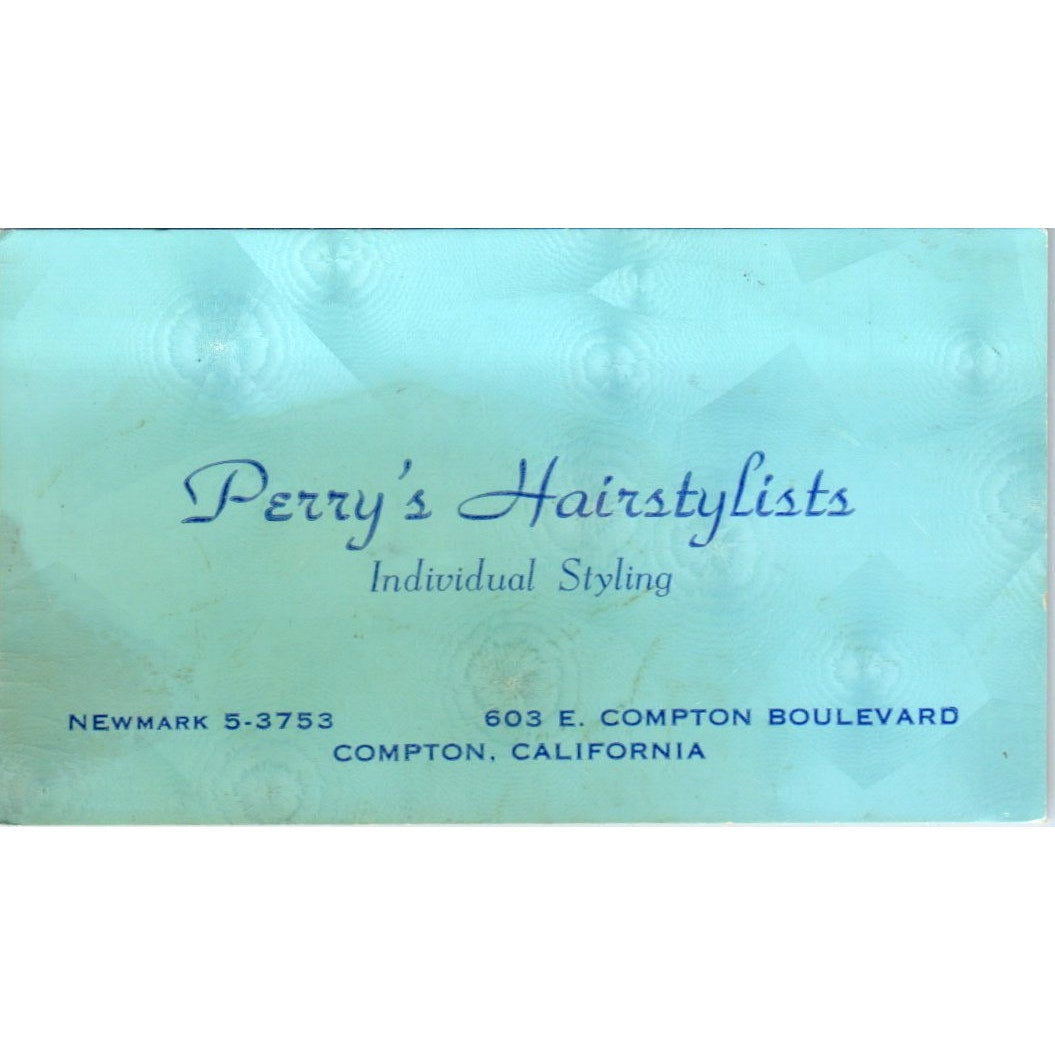 Perry's Hairstylists
Individual Styling
NEWMARK 5-3753 603 E. COMPTON BOULEVARD
COMPTON, CALIFORNIA